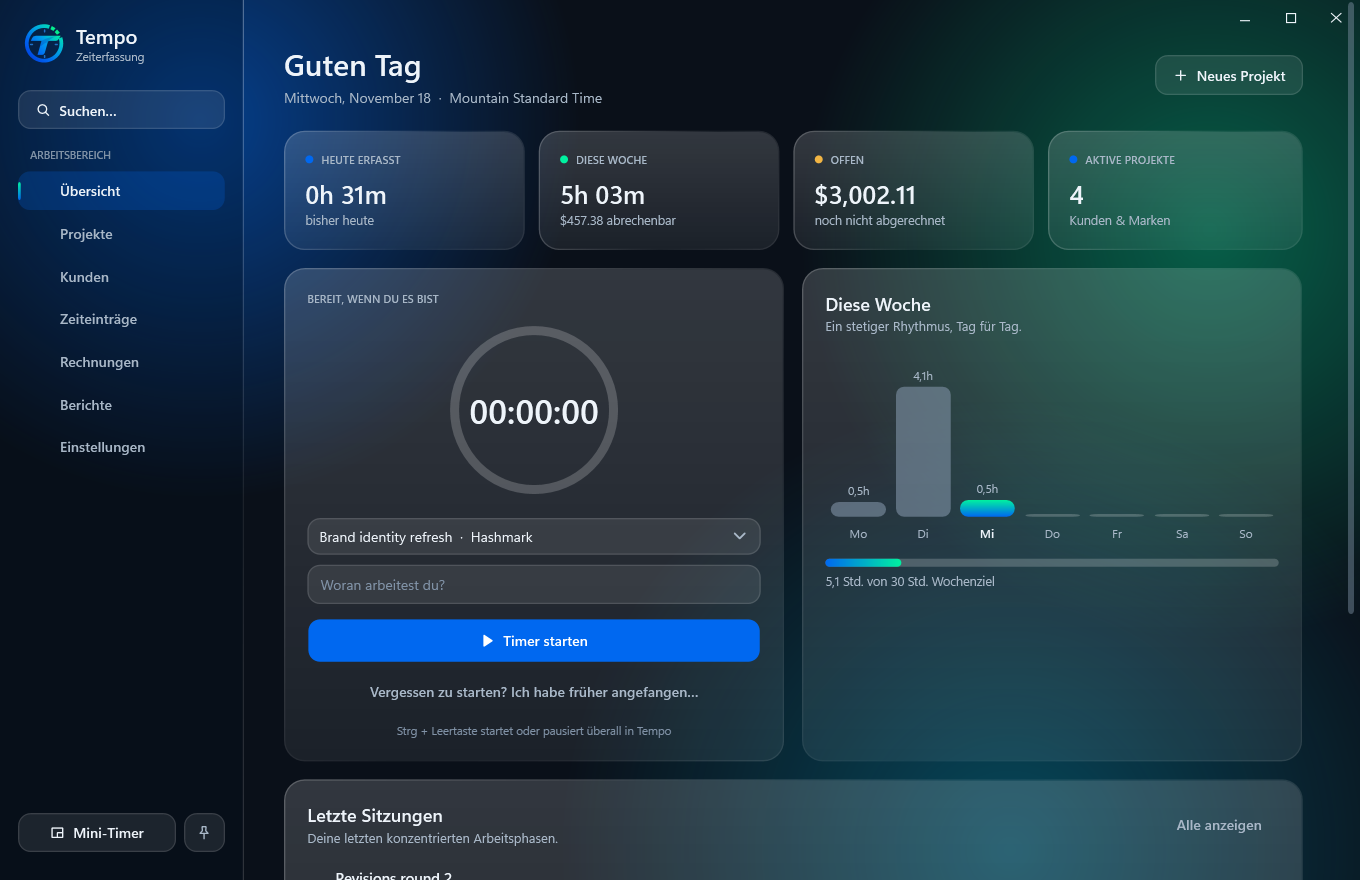 Tempo
Zeiterfassung
Suchen...
ARBEITSBEREICH
Übersicht
Projekte
Kunden
Zeiteinträge
Rechnungen
Berichte
Einstellungen
Mini-Timer
Guten Tag
Mittwoch, November 18 · Mountain Standard Time
+ Neues Projekt
HEUTE ERFASST
0h 31m
bisher heute
DIESE WOCHE
5h 03m
$457.38 abrechenbar
OFFEN
$3,002.11
noch nicht abgerechnet
AKTIVE PROJEKTE
4
Kunden & Marken
BEREIT, WENN DU ES BIST
00:00:00
Brand identity refresh · Hashmark
Woran arbeitest du?
Timer starten
Vergessen zu starten? Ich habe früher angefangen...
Strg + Leertaste startet oder pausiert überall in Tempo
Diese Woche
Ein stetiger Rhythmus, Tag für Tag.
4,1h
0,5h
0,5h
Mo Di Mi Do Fr Sa So
5,1 Std. von 30 Std. Wochenziel
Letzte Sitzungen
Deine letzten konzentrierten Arbeitsphasen.
Alle anzeigen
Revisions round 2